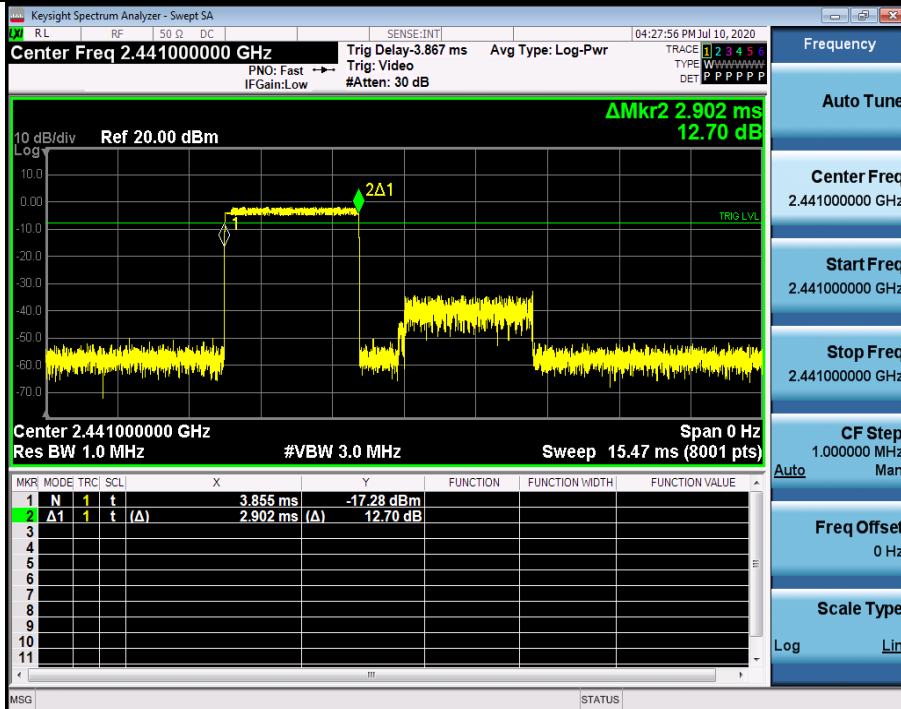 Keysight Spectrum Analyzer - Swept SA
LXI RL RF 50 Ω DC SENSE:INT 04:27:56 PM Jul 10, 2020
Center Freq 2.441000000 GHz
PNO: Fast
IFGain:Low
Trig Delay-3.867 ms
Trig: Video
#Atten: 30 dB
Avg Type: Log-Pwr
TRACE 1 2 3 4 5 6
TYPE WWWWWW
DET P P P P P P
ΔMkr2 2.902 ms
12.70 dB
10 dB/div Ref 20.00 dBm
Log
10.0
0.00
-10.0
-20.0
-30.0
-40.0
-50.0
-60.0
-70.0
2Δ1
1
TRIG LVL
Center 2.441000000 GHz Span 0 Hz
Res BW 1.0 MHz #VBW 3.0 MHz Sweep 15.47 ms (8001 pts)
MKR MODE TRC SCL X Y FUNCTION FUNCTION WIDTH FUNCTION VALUE
1 N 1 t 3.855 ms -17.28 dBm
2 Δ1 1 t (Δ) 2.902 ms (Δ) 12.70 dB
3
4
5
6
7
8
9
10
11
MSG STATUS
Frequency
Auto Tune
Center Freq
2.441000000 GHz
Start Freq
2.441000000 GHz
Stop Freq
2.441000000 GHz
CF Step
1.000000 MHz
Auto Man
Freq Offset
0 Hz
Scale Type
Log Lin